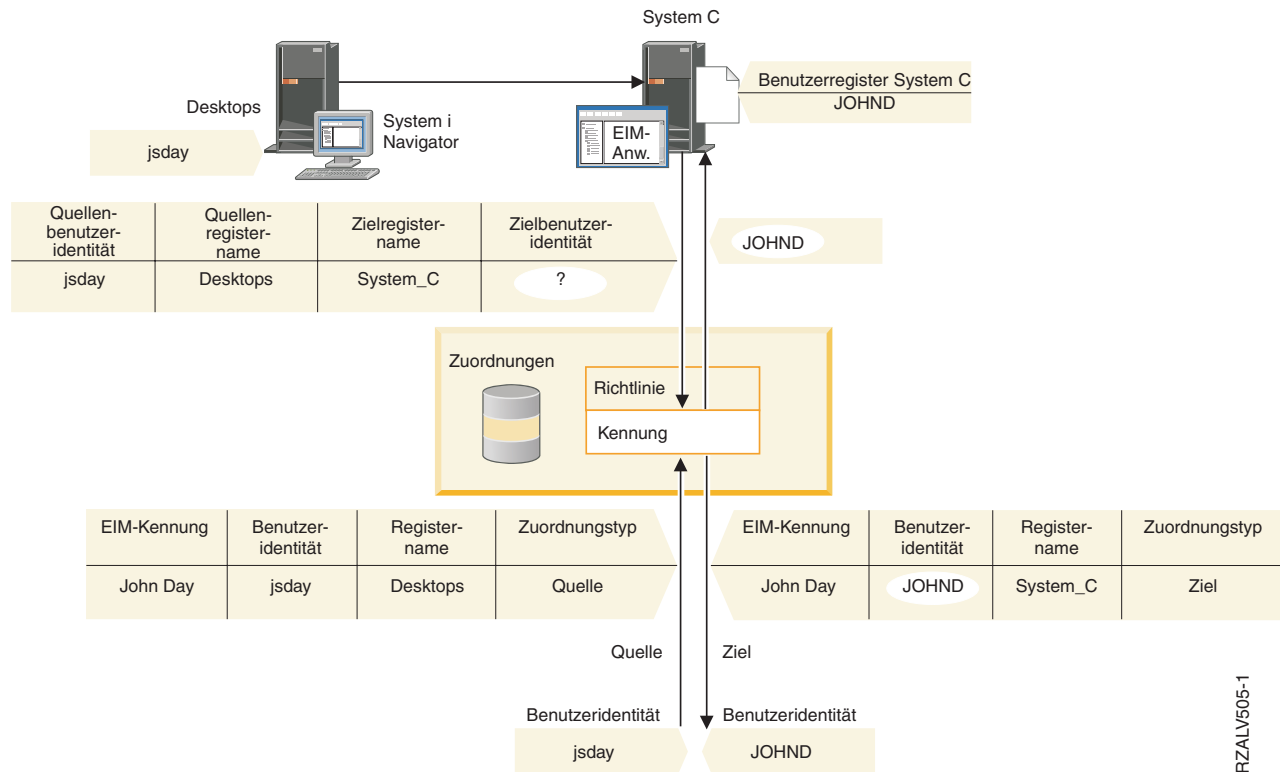 System C
Benutzerregister System C
JOHND
Desktops
System i
Navigator
EIM-
Anw.
jsday
Quellen-
benutzer-
identität
Quellen-
register-
name
Zielregister-
name
Zielbenutzer-
identität
jsday
Desktops
System_C
?
JOHND
Zuordnungen
Richtlinie
Kennung
EIM-Kennung
Benutzer-
identität
Register-
name
Zuordnungstyp
John Day
jsday
Desktops
Quelle
EIM-Kennung
Benutzer-
identität
Register-
name
Zuordnungstyp
John Day
JOHND
System_C
Ziel
Quelle
Ziel
Benutzeridentität
Benutzeridentität
jsday
JOHND
RZALV505-1